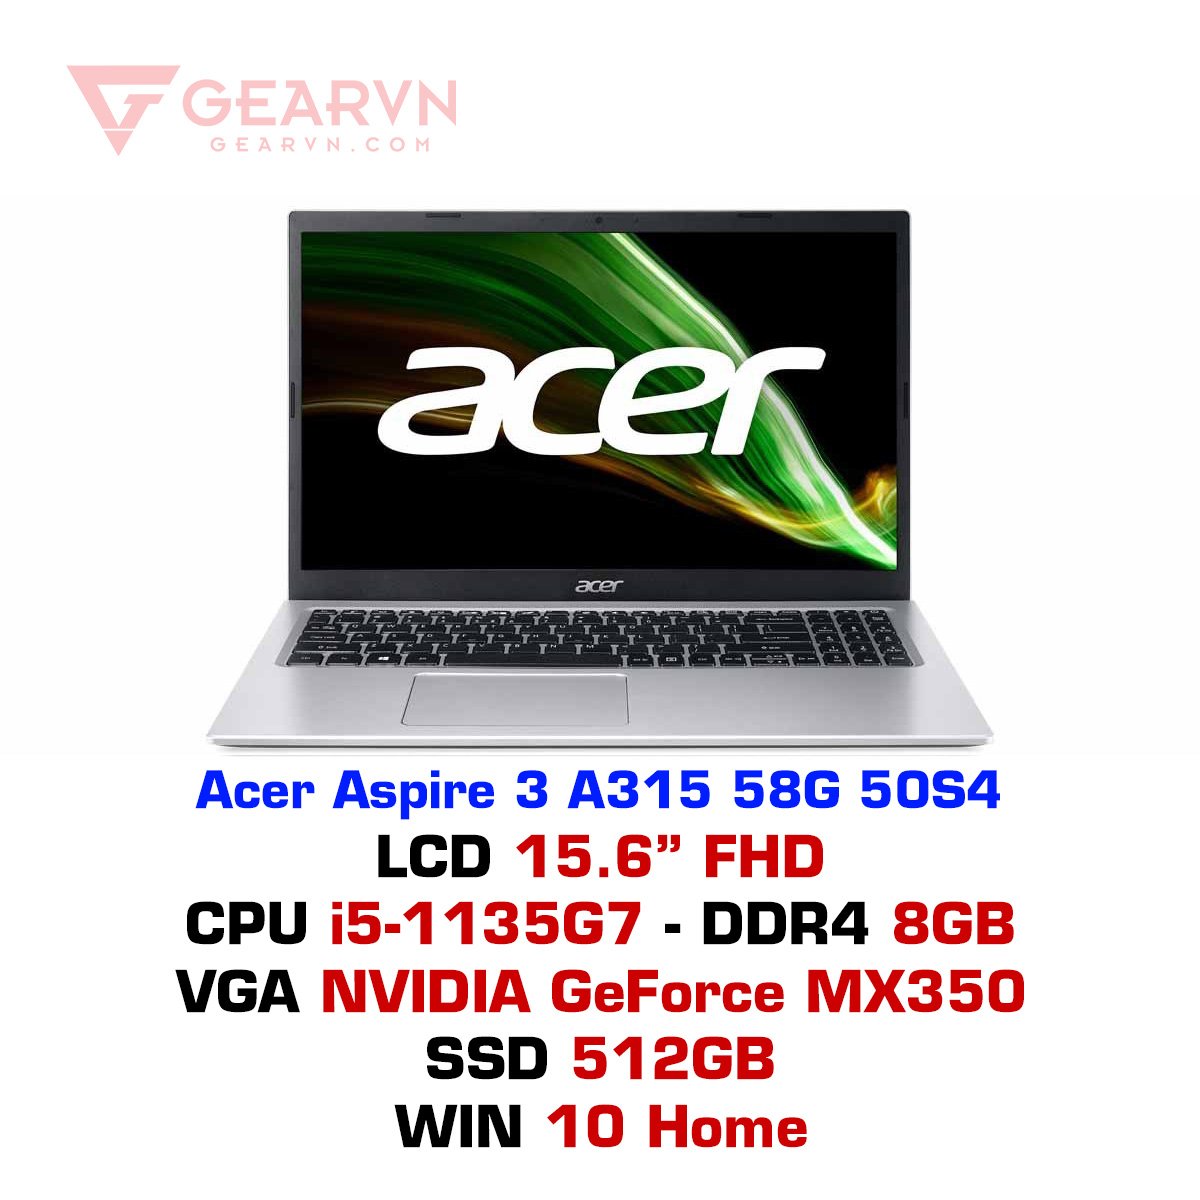 GEARVN
GEARVN.COM
acer
acer
Acer Aspire 3 A315 58G 50S4
LCD 15.6” FHD
CPU i5-1135G7 - DDR4 8GB
VGA NVIDIA GeForce MX350
SSD 512GB
WIN 10 Home